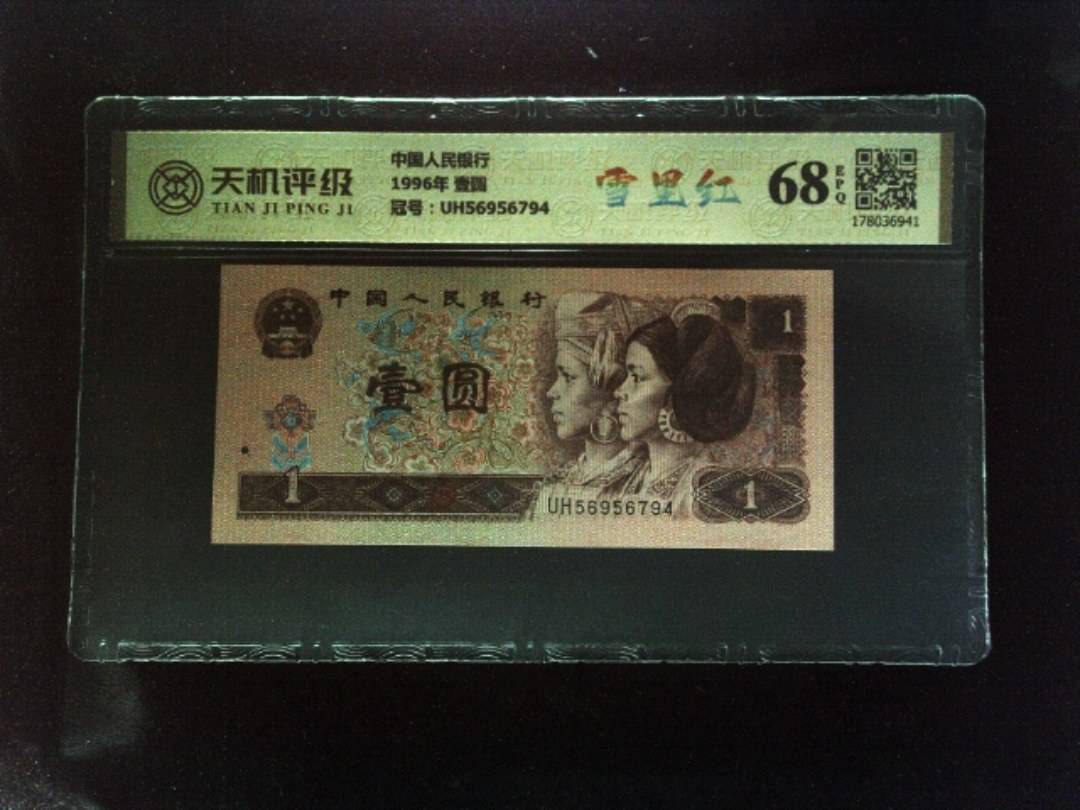 天机评级
TIAN JI PING JI
中国人民银行
1996年 壹圆
冠号：UH56956794
雪里红
68
EPQ
178036941
中国人民银行
1
壹圆
1
UH56956794
1